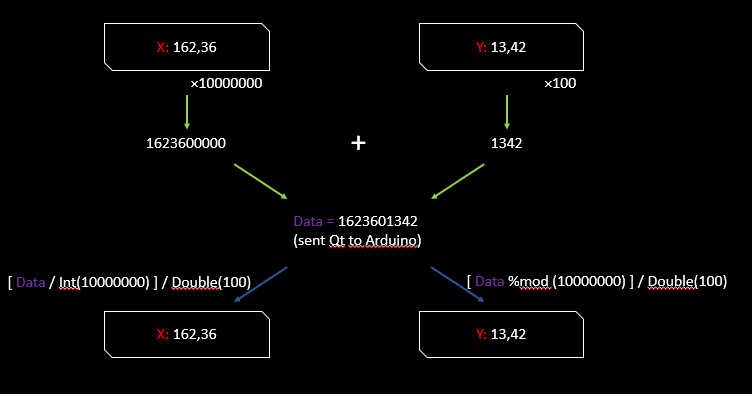 X: 162,36
Y: 13,42
×10000000
×100
1623600000
+
1342
Data = 1623601342
(sent Qt to Arduino)
[ Data / Int(10000000) ] / Double(100)
[ Data %mod (10000000) ] / Double(100)
X: 162,36
Y: 13,42